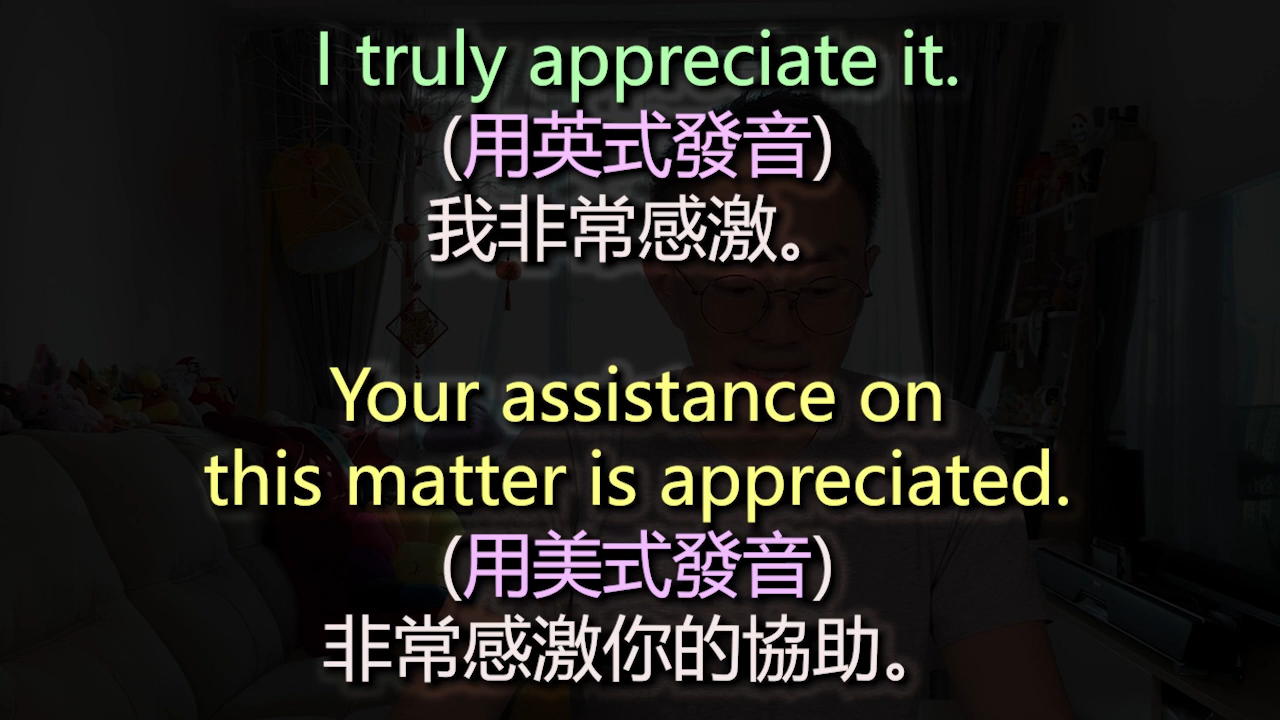 I truly appreciate it.
(用英式發音)
我非常感激。
Your assistance on
this matter is appreciated.
(用美式發音)
非常感激你的協助。